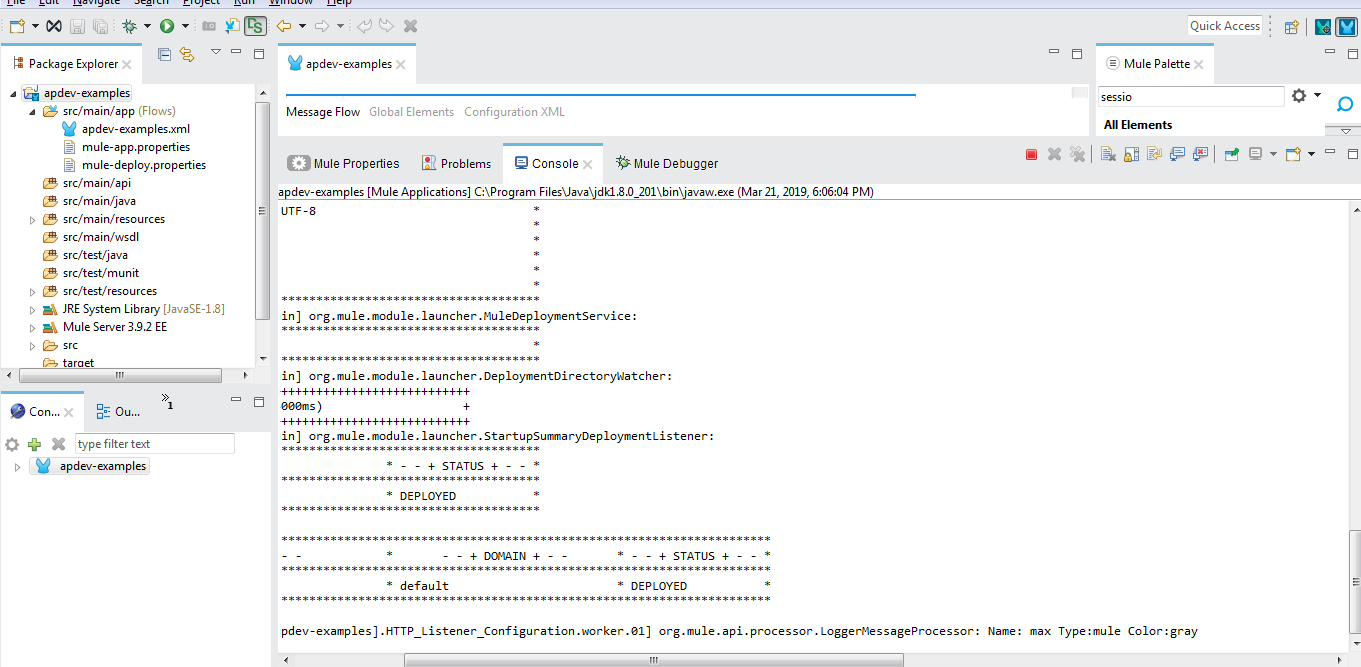 File Edit Navigate Search Project Run Window Help
Quick Access
Package Explorer
apdev-examples
src/main/app (Flows)
apdev-examples.xml
mule-app.properties
mule-deploy.properties
src/main/api
src/main/java
src/main/resources
src/main/wsdl
src/test/java
src/test/munit
src/test/resources
JRE System Library [JavaSE-1.8]
Mule Server 3.9.2 EE
src
target
Con...
Ou...
1
type filter text
apdev-examples
apdev-examples
Message Flow Global Elements Configuration XML
Mule Palette
sessio
All Elements
Mule Properties Problems Console Mule Debugger
apdev-examples [Mule Applications] C:\Program Files\Java\jdk1.8.0_201\bin\javaw.exe (Mar 21, 2019, 6:06:04 PM)
UTF-8 *
*
*
*
*
*
*************************************
in] org.mule.module.launcher.MuleDeploymentService:
*************************************
*
*************************************
in] org.mule.module.launcher.DeploymentDirectoryWatcher:
+++++++++++++++++++++++++++
000ms) +
+++++++++++++++++++++++++++
in] org.mule.module.launcher.StartupSummaryDeploymentListener:
*************************************
* - - + STATUS + - - *
*************************************
* DEPLOYED *
*************************************
**********************************************************************
- - * - - + DOMAIN + - - * - - + STATUS + - - *
**********************************************************************
* default * DEPLOYED *
**********************************************************************
pdev-examples].HTTP_Listener_Configuration.worker.01] org.mule.api.processor.LoggerMessageProcessor: Name: max Type:mule Color:gray